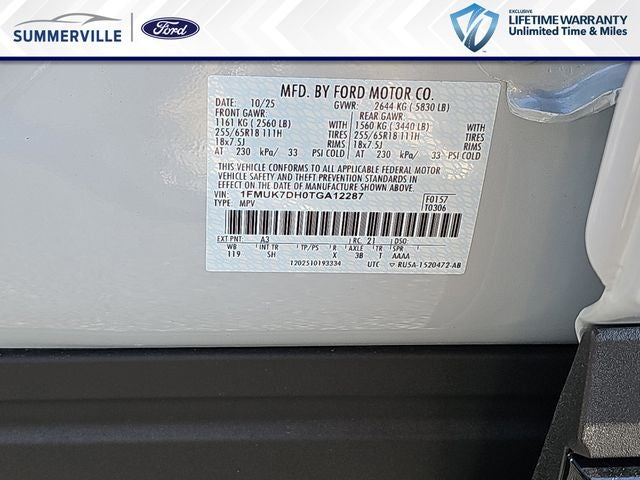 SUMMERVILLE Ford
EXCLUSIVE
LIFETIME WARRANTY
Unlimited Time & Miles
MFD. BY FORD MOTOR CO.
DATE: 10/25 GVWR: 2644 KG ( 5830 LB)
FRONT GAWR: REAR GAWR:
1161 KG ( 2560 LB) WITH 1560 KG ( 3440 LB) WITH
255/65R18 111H TIRES 255/65R18 111H TIRES
18x7.5J RIMS 18x7.5J RIMS
AT 230 kPa/ 33 PSI COLD AT 230 kPa/ 33 PSI COLD
THIS VEHICLE CONFORMS TO ALL APPLICABLE FEDERAL MOTOR
VEHICLE SAFETY AND THEFT PREVENTION STANDARDS IN EFFECT ON
THE DATE OF MANUFACTURE SHOWN ABOVE.
VIN: 1FMUK7DH0TGA12287 F0157
TYPE: MPV T0306
EXT PNT: A3 RC: 21 DSO:
WB INT TR TP/PS R AXLE TR SPR
119 SH X 3B T AAAA
1202510193334 UTC RU5A-1520472-AB